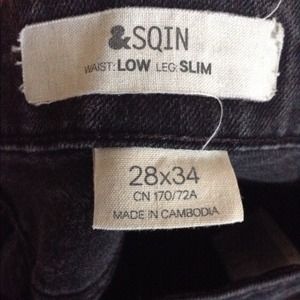 &SQIN
WAIST: LOW LEG: SLIM
28x34
CN 170/72A
MADE IN CAMBODIA